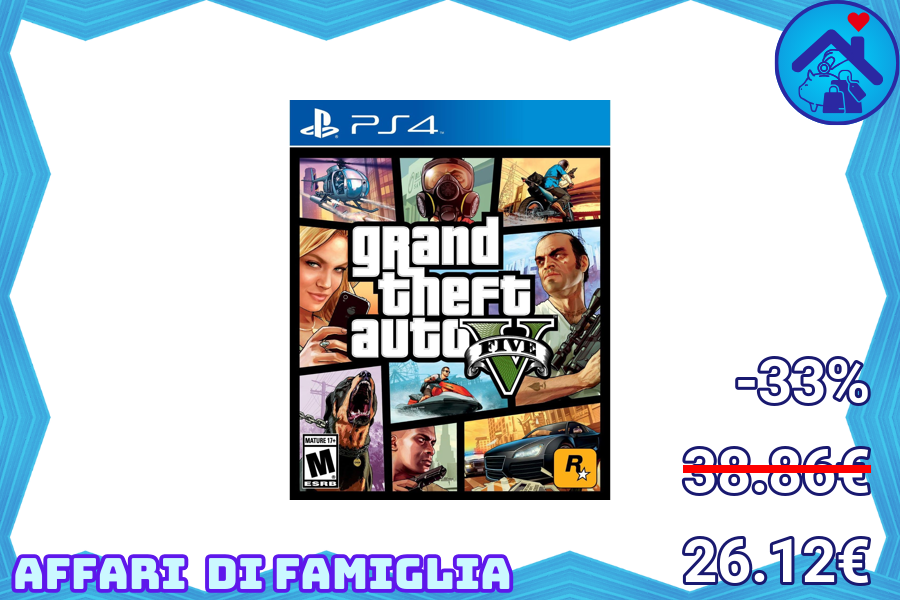 PS4
grand
theft
auto V
FIVE
MATURE 17+
M
ESRB
R
-33%
38.86€
26.12€
AFFARI DI FAMIGLIA